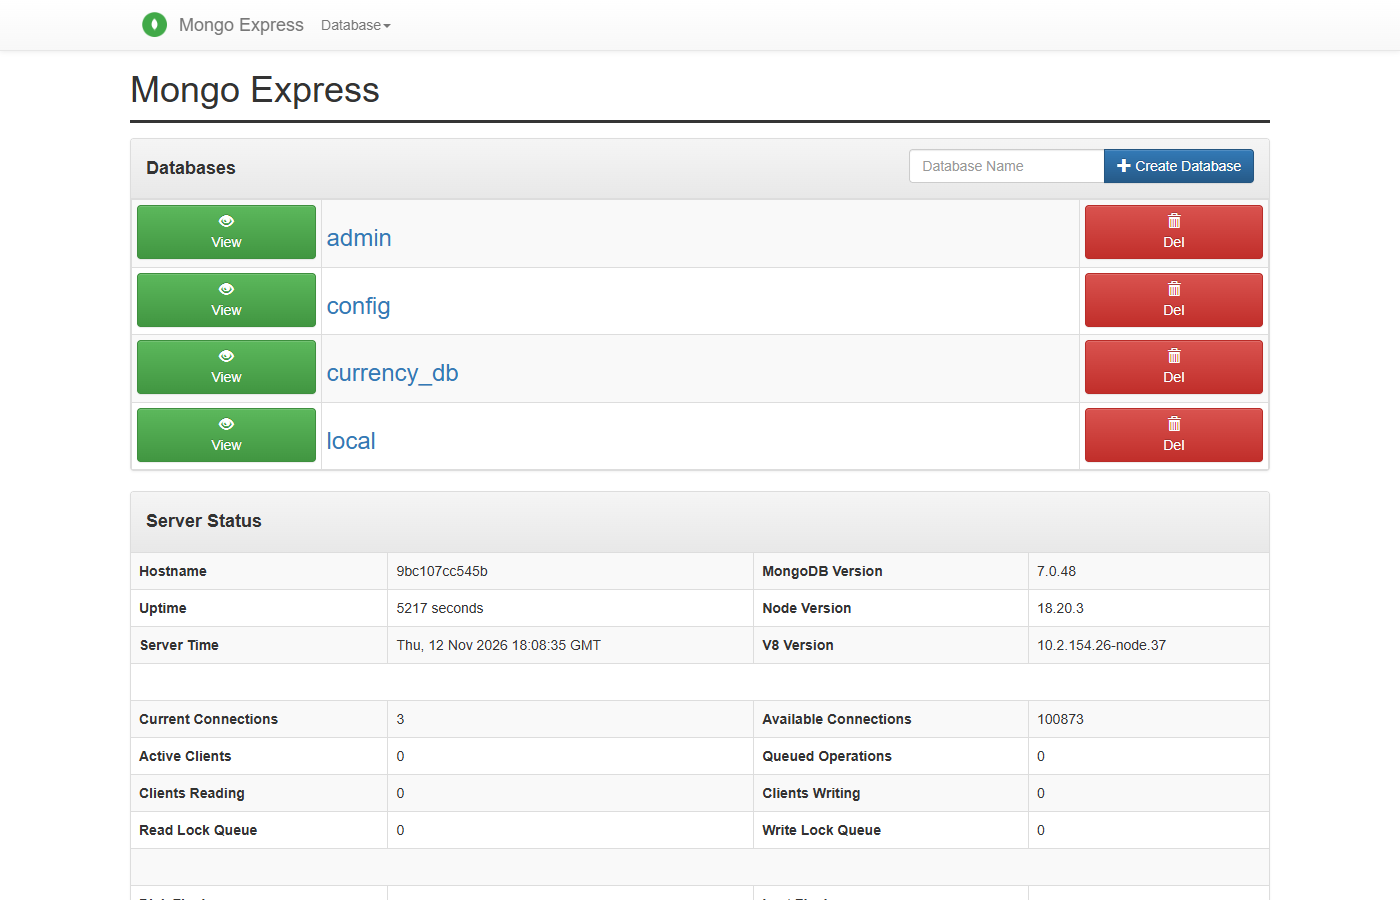 Mongo Express Database
Mongo Express
Databases Database Name Create Database
View admin Del
View config Del
View currency_db Del
View local Del
Server Status
Hostname 9bc107cc545b MongoDB Version 7.0.48
Uptime 5217 seconds Node Version 18.20.3
Server Time Thu, 12 Nov 2026 18:08:35 GMT V8 Version 10.2.154.26-node.37
Current Connections 3 Available Connections 100873
Active Clients 0 Queued Operations 0
Clients Reading 0 Clients Writing 0
Read Lock Queue 0 Write Lock Queue 0